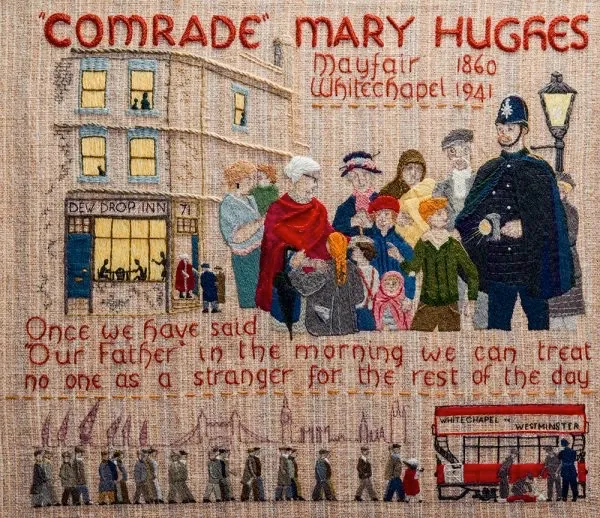 "COMRADE" MARY HUGHES
Mayfair 1860
Whitechapel 1941
DEW DROP INN 71
Once we have said
"Our Father" in the morning we can treat
no one as a stranger for the rest of the day
WHITECHAPEL TO WESTMINSTER